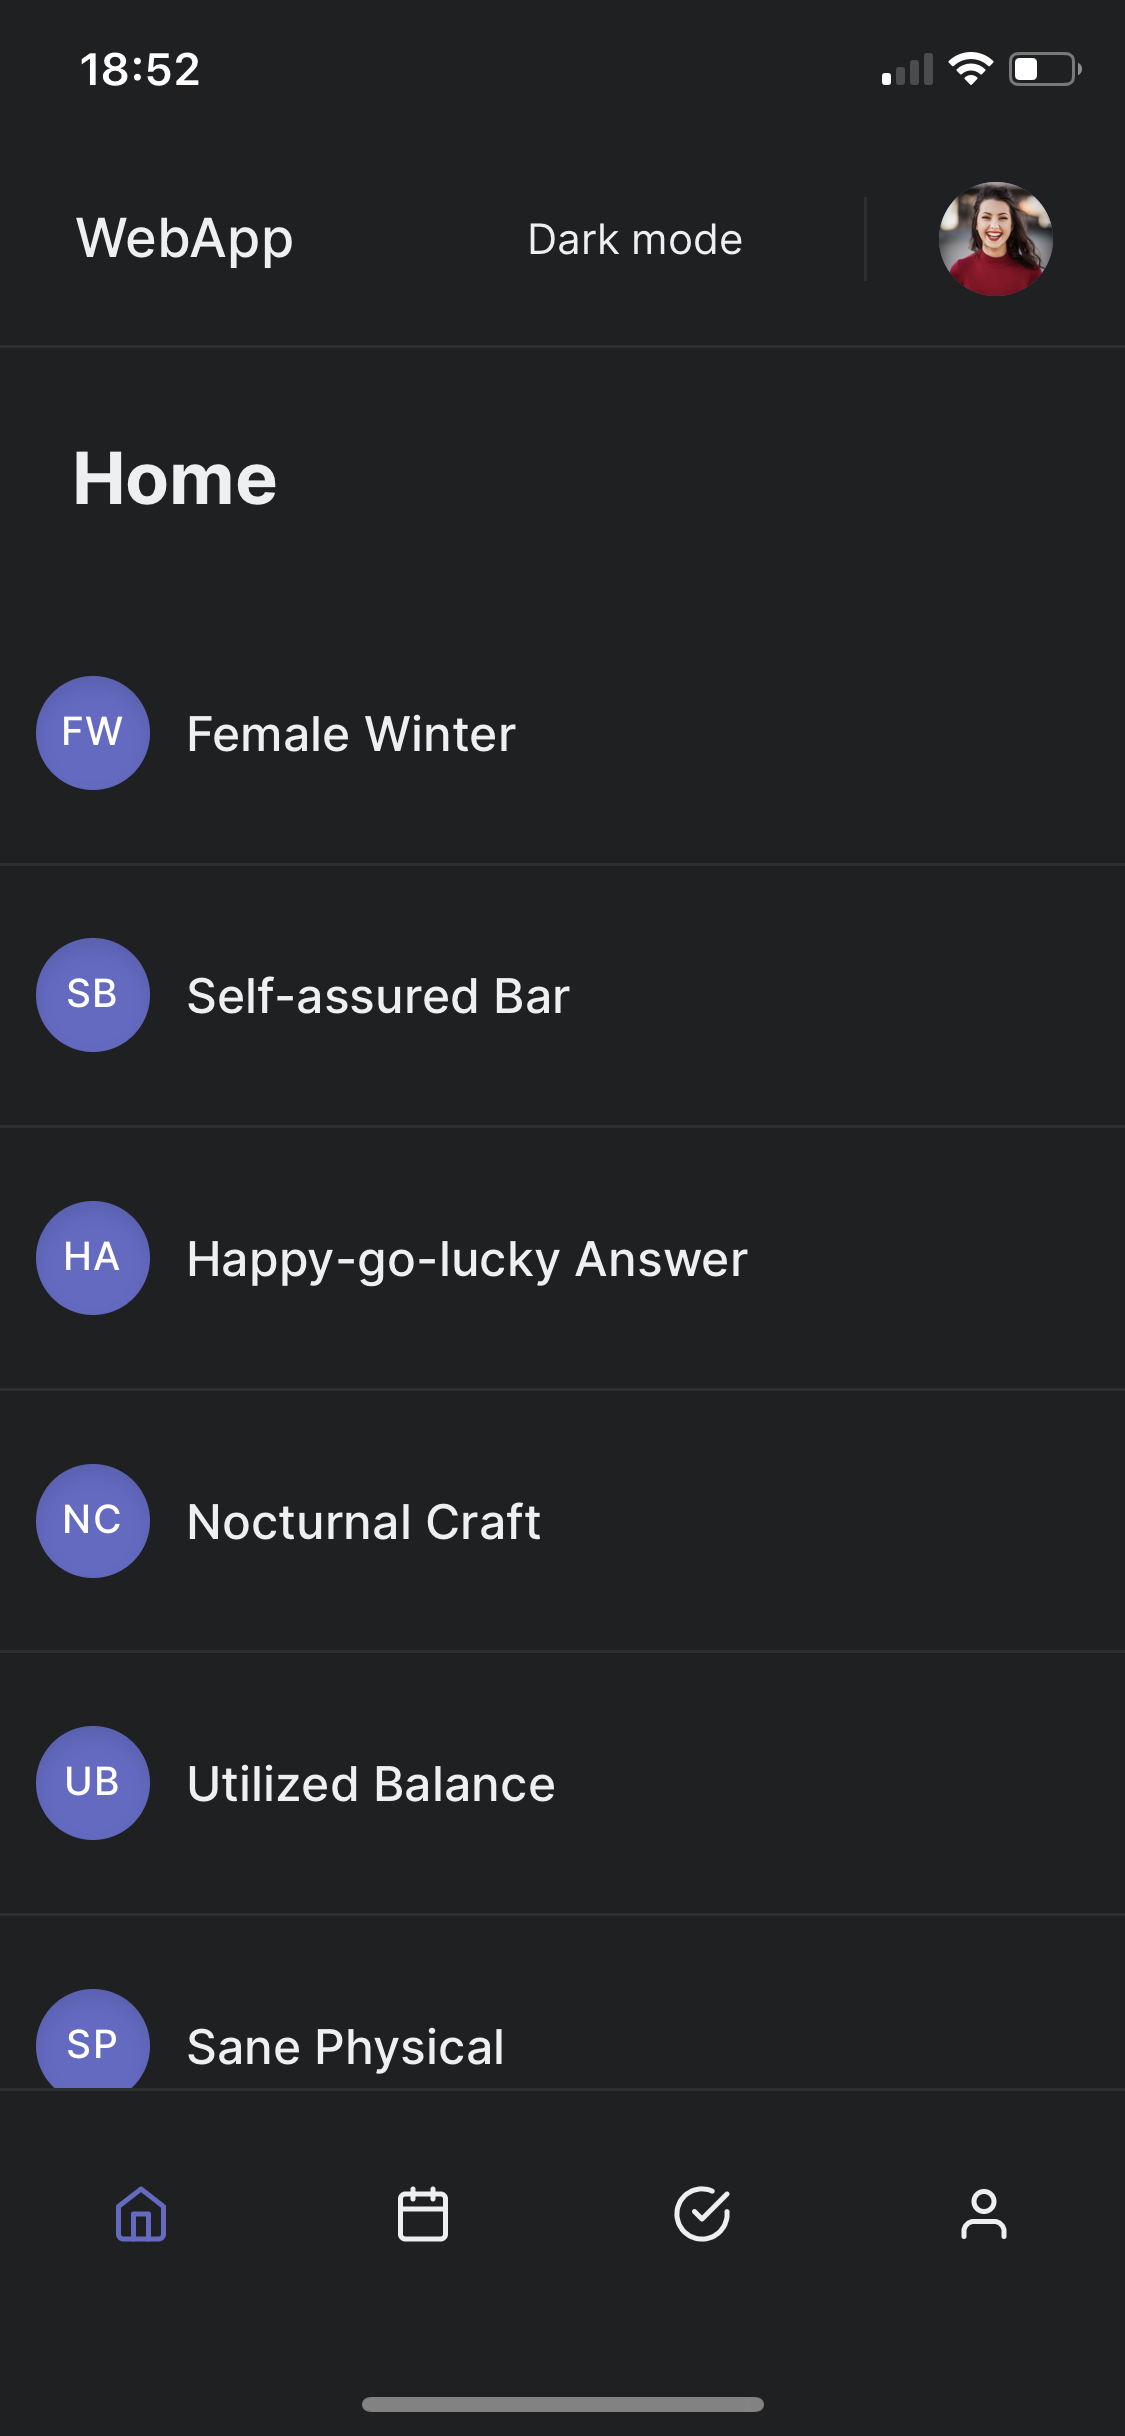 18:52
WebApp Dark mode
Home
FW Female Winter
SB Self-assured Bar
HA Happy-go-lucky Answer
NC Nocturnal Craft
UB Utilized Balance
SP Sane Physical